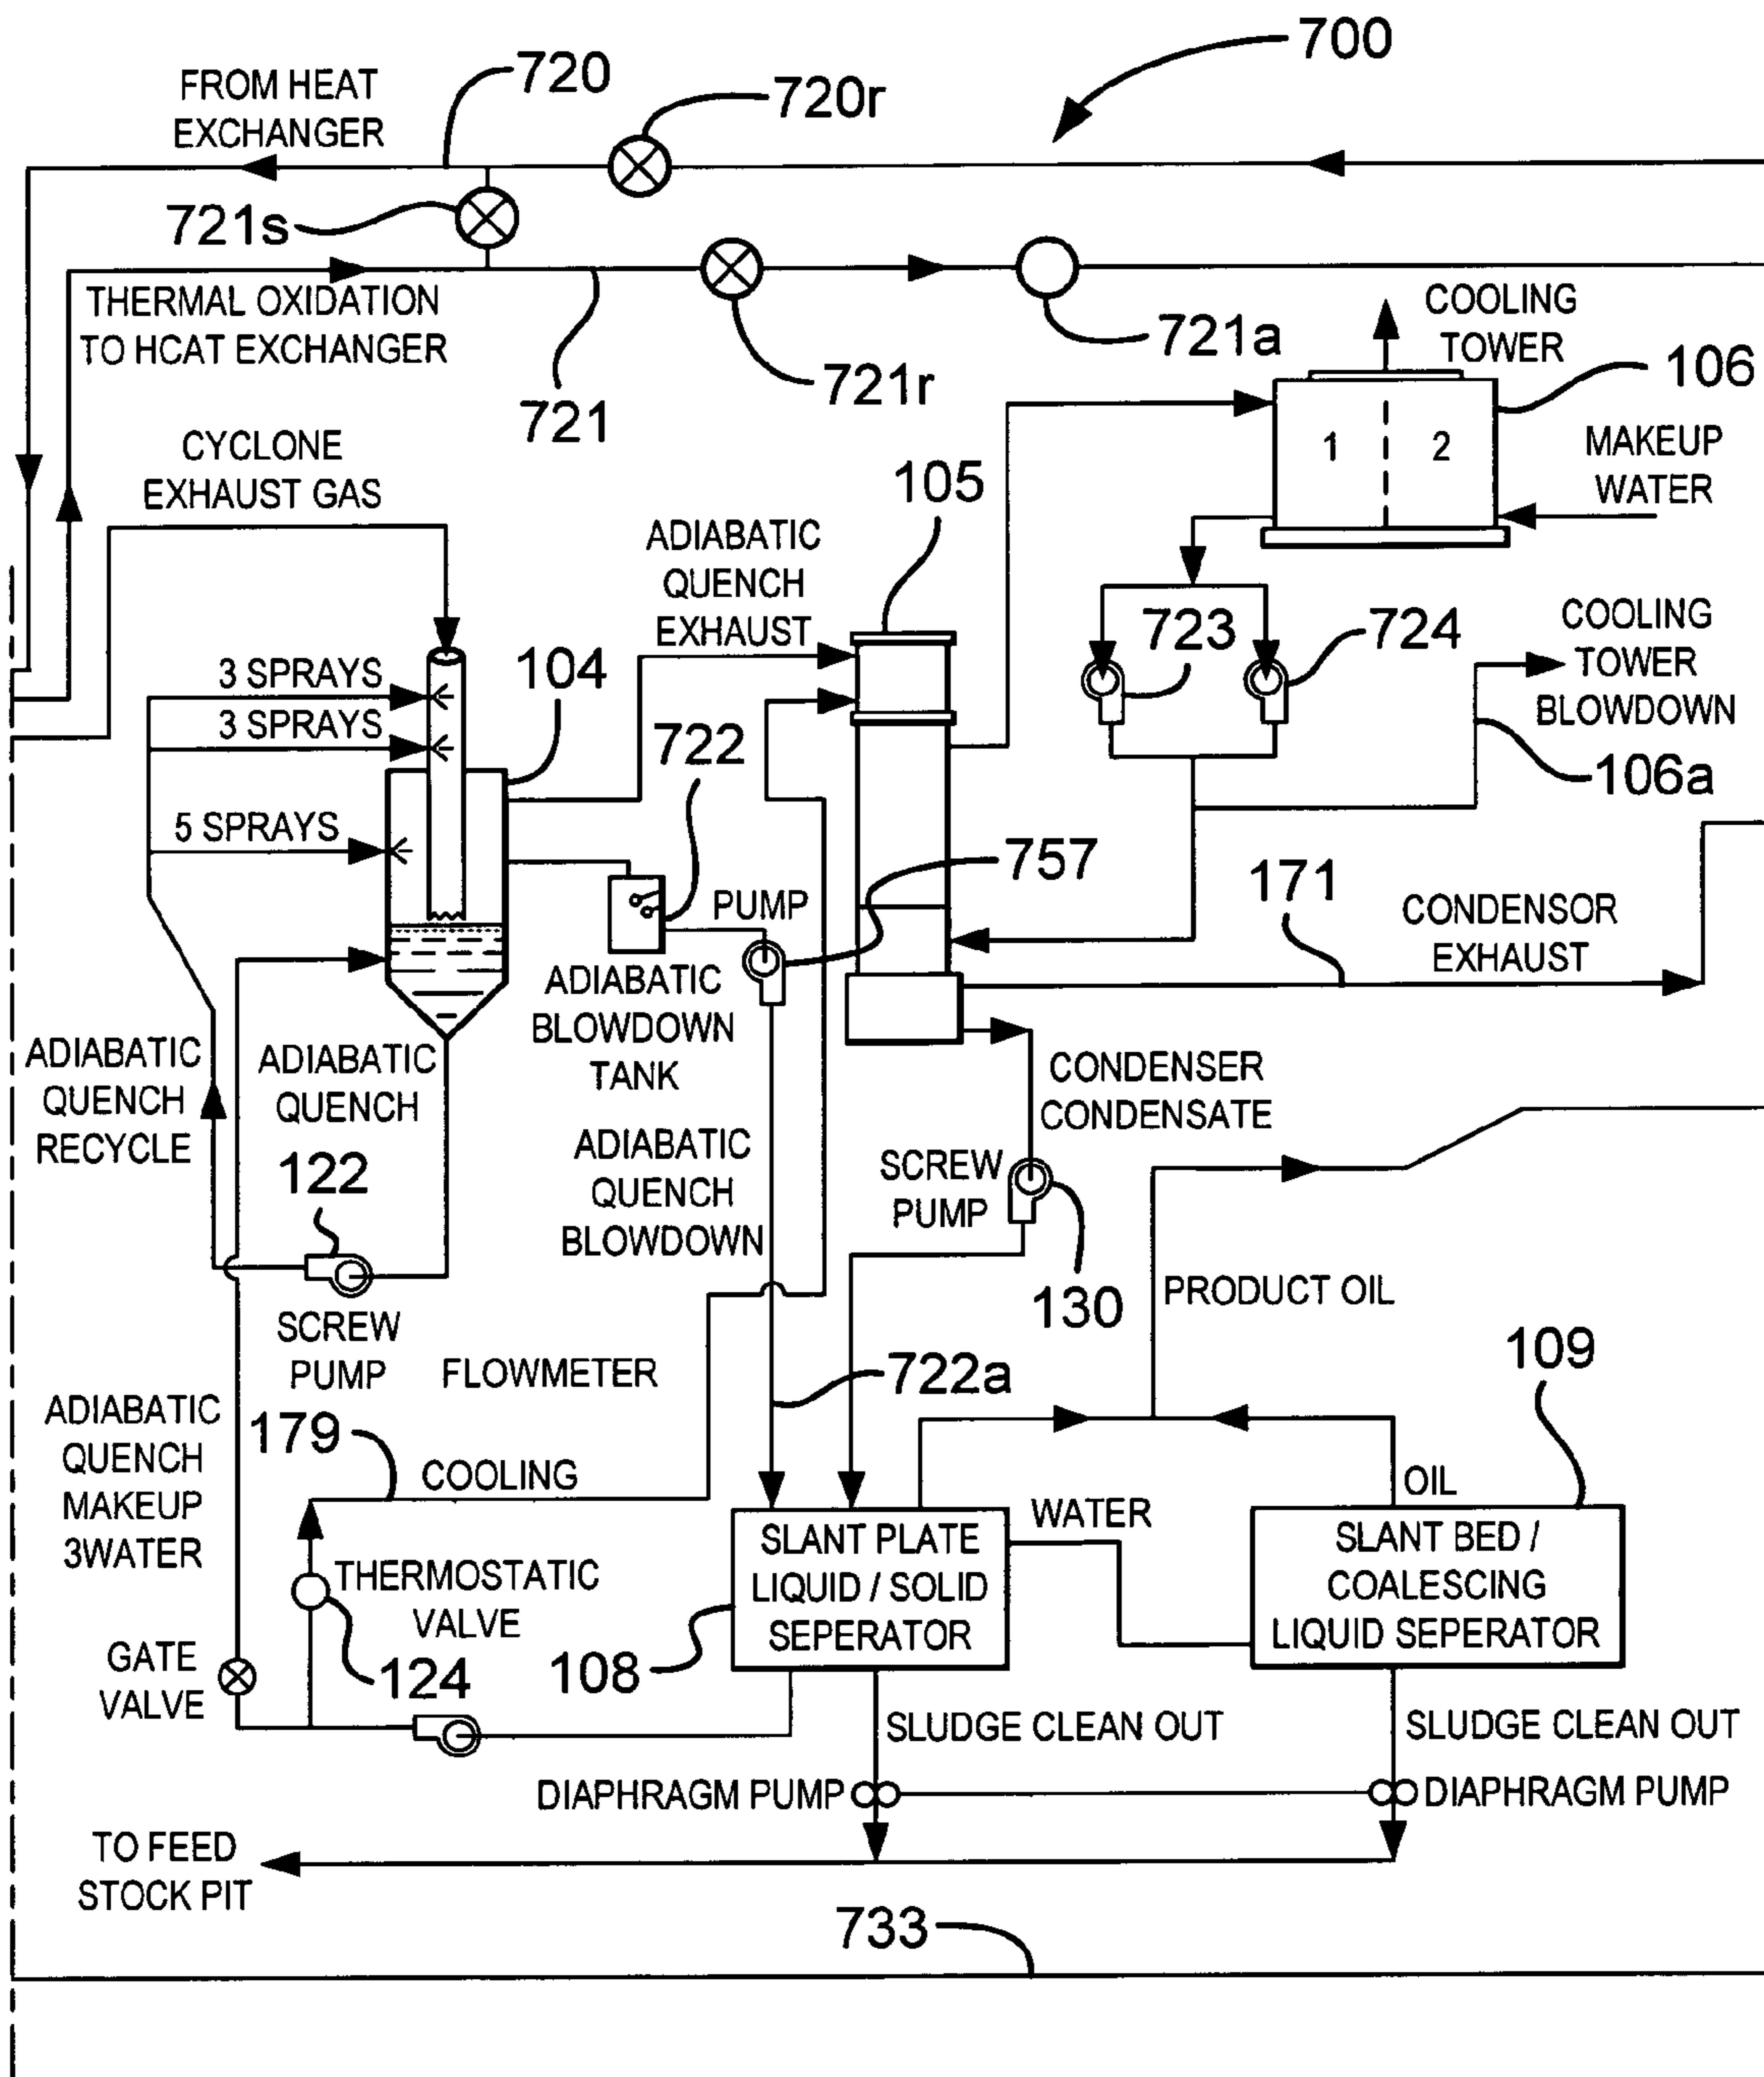 700
720
720r
FROM HEAT
EXCHANGER
721s
THERMAL OXIDATION
TO HCAT EXCHANGER
721
721r
721a
COOLING
TOWER
106
1
2
MAKEUP
WATER
CYCLONE
EXHAUST GAS
105
ADIABATIC
QUENCH
EXHAUST
723
724
COOLING
TOWER
BLOWDOWN
106a
3 SPRAYS
3 SPRAYS
5 SPRAYS
104
722
PUMP
757
171
CONDENSOR
EXHAUST
ADIABATIC
BLOWDOWN
TANK
ADIABATIC
QUENCH
RECYCLE
ADIABATIC
QUENCH
CONDENSER
CONDENSATE
ADIABATIC
QUENCH
BLOWDOWN
122
SCREW
PUMP
SCREW
PUMP
130
PRODUCT OIL
FLOWMETER
722a
109
ADIABATIC
QUENCH
MAKEUP
3WATER
179
COOLING
OIL
WATER
SLANT PLATE
LIQUID / SOLID
SEPERATOR
SLANT BED /
COALESCING
LIQUID SEPERATOR
THERMOSTATIC
VALVE
108
124
GATE
VALVE
SLUDGE CLEAN OUT
SLUDGE CLEAN OUT
DIAPHRAGM PUMP
DIAPHRAGM PUMP
TO FEED
STOCK PIT
733